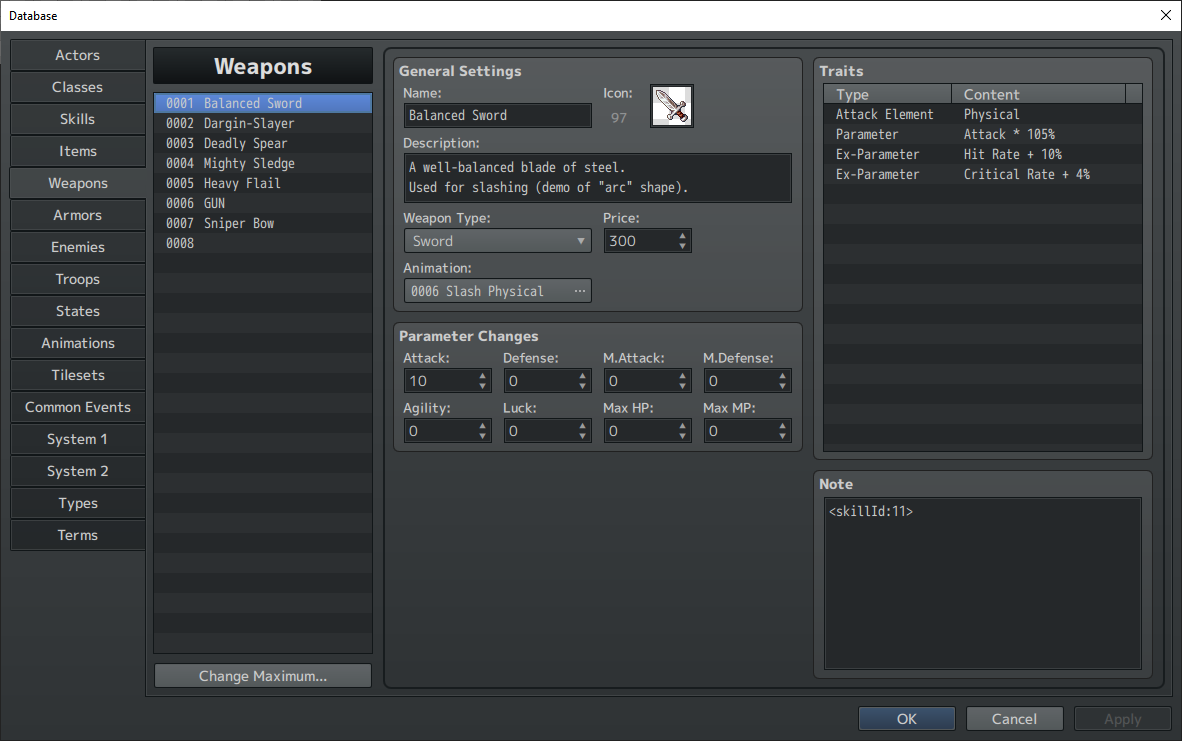 Database
Actors
Classes
Skills
Items
Weapons
Armors
Enemies
Troops
States
Animations
Tilesets
Common Events
System 1
System 2
Types
Terms
Weapons
0001 Balanced Sword
0002 Dargin-Slayer
0003 Deadly Spear
0004 Mighty Sledge
0005 Heavy Flail
0006 GUN
0007 Sniper Bow
0008
Change Maximum...
General Settings
Name: Icon:
Balanced Sword 97
Description:
A well-balanced blade of steel.
Used for slashing (demo of "arc" shape).
Weapon Type: Price:
Sword 300
Animation:
0006 Slash Physical ...
Parameter Changes
Attack: Defense: M.Attack: M.Defense:
10 0 0 0
Agility: Luck: Max HP: Max MP:
0 0 0 0
Traits
Type Content
Attack Element Physical
Parameter Attack * 105%
Ex-Parameter Hit Rate + 10%
Ex-Parameter Critical Rate + 4%
Note
<skillId:11>
OK Cancel Apply